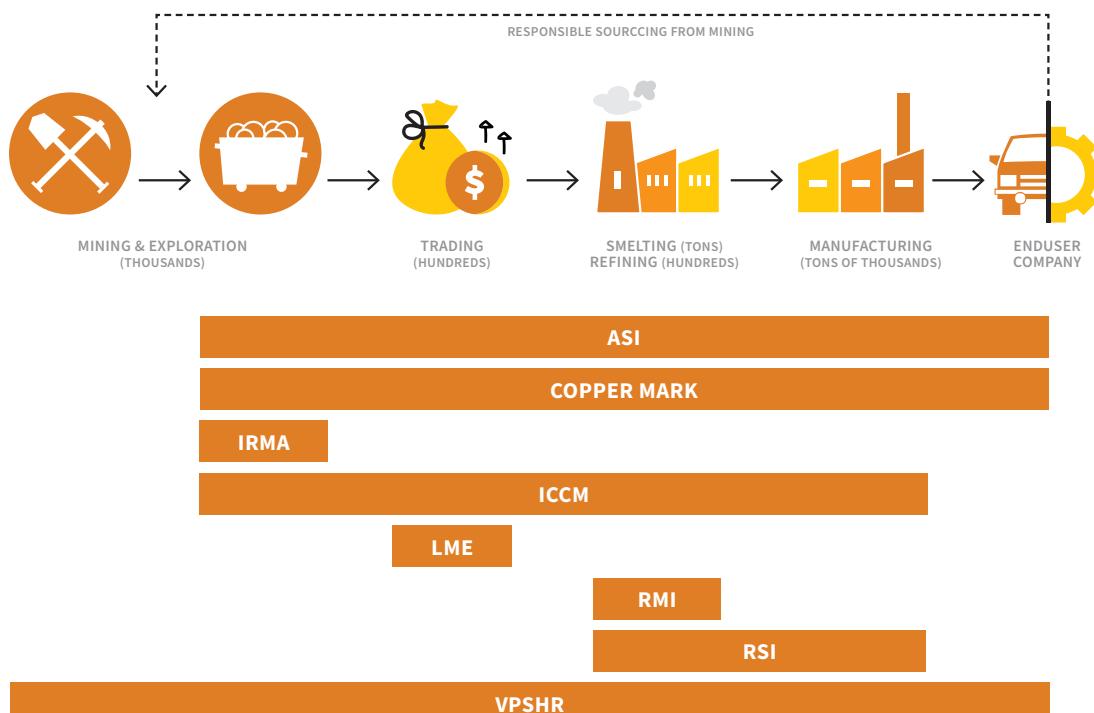 RESPONSIBLE SOURCCING FROM MINING
$
MINING & EXPLORATION
(THOUSANDS)
TRADING
(HUNDREDS)
SMELTING (TONS)
REFINING (HUNDREDS)
MANUFACTURING
(TONS OF THOUSANDS)
ENDUSER
COMPANY
ASI
COPPER MARK
IRMA
ICCM
LME
RMI
RSI
VPSHR